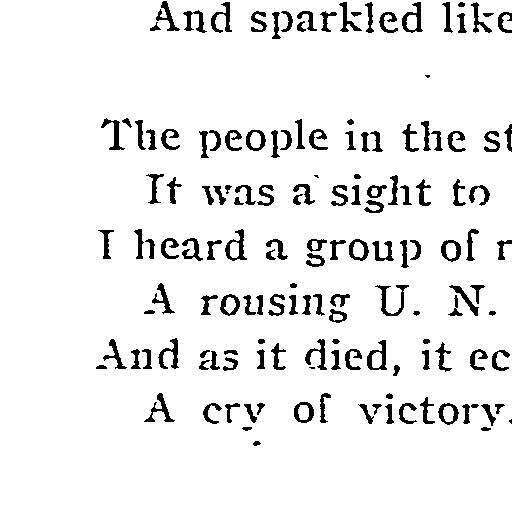 And sparkled like
The people in the st
It was a sight to
I heard a group of r
A rousing U. N.
And as it died, it ec
A cry of victory.